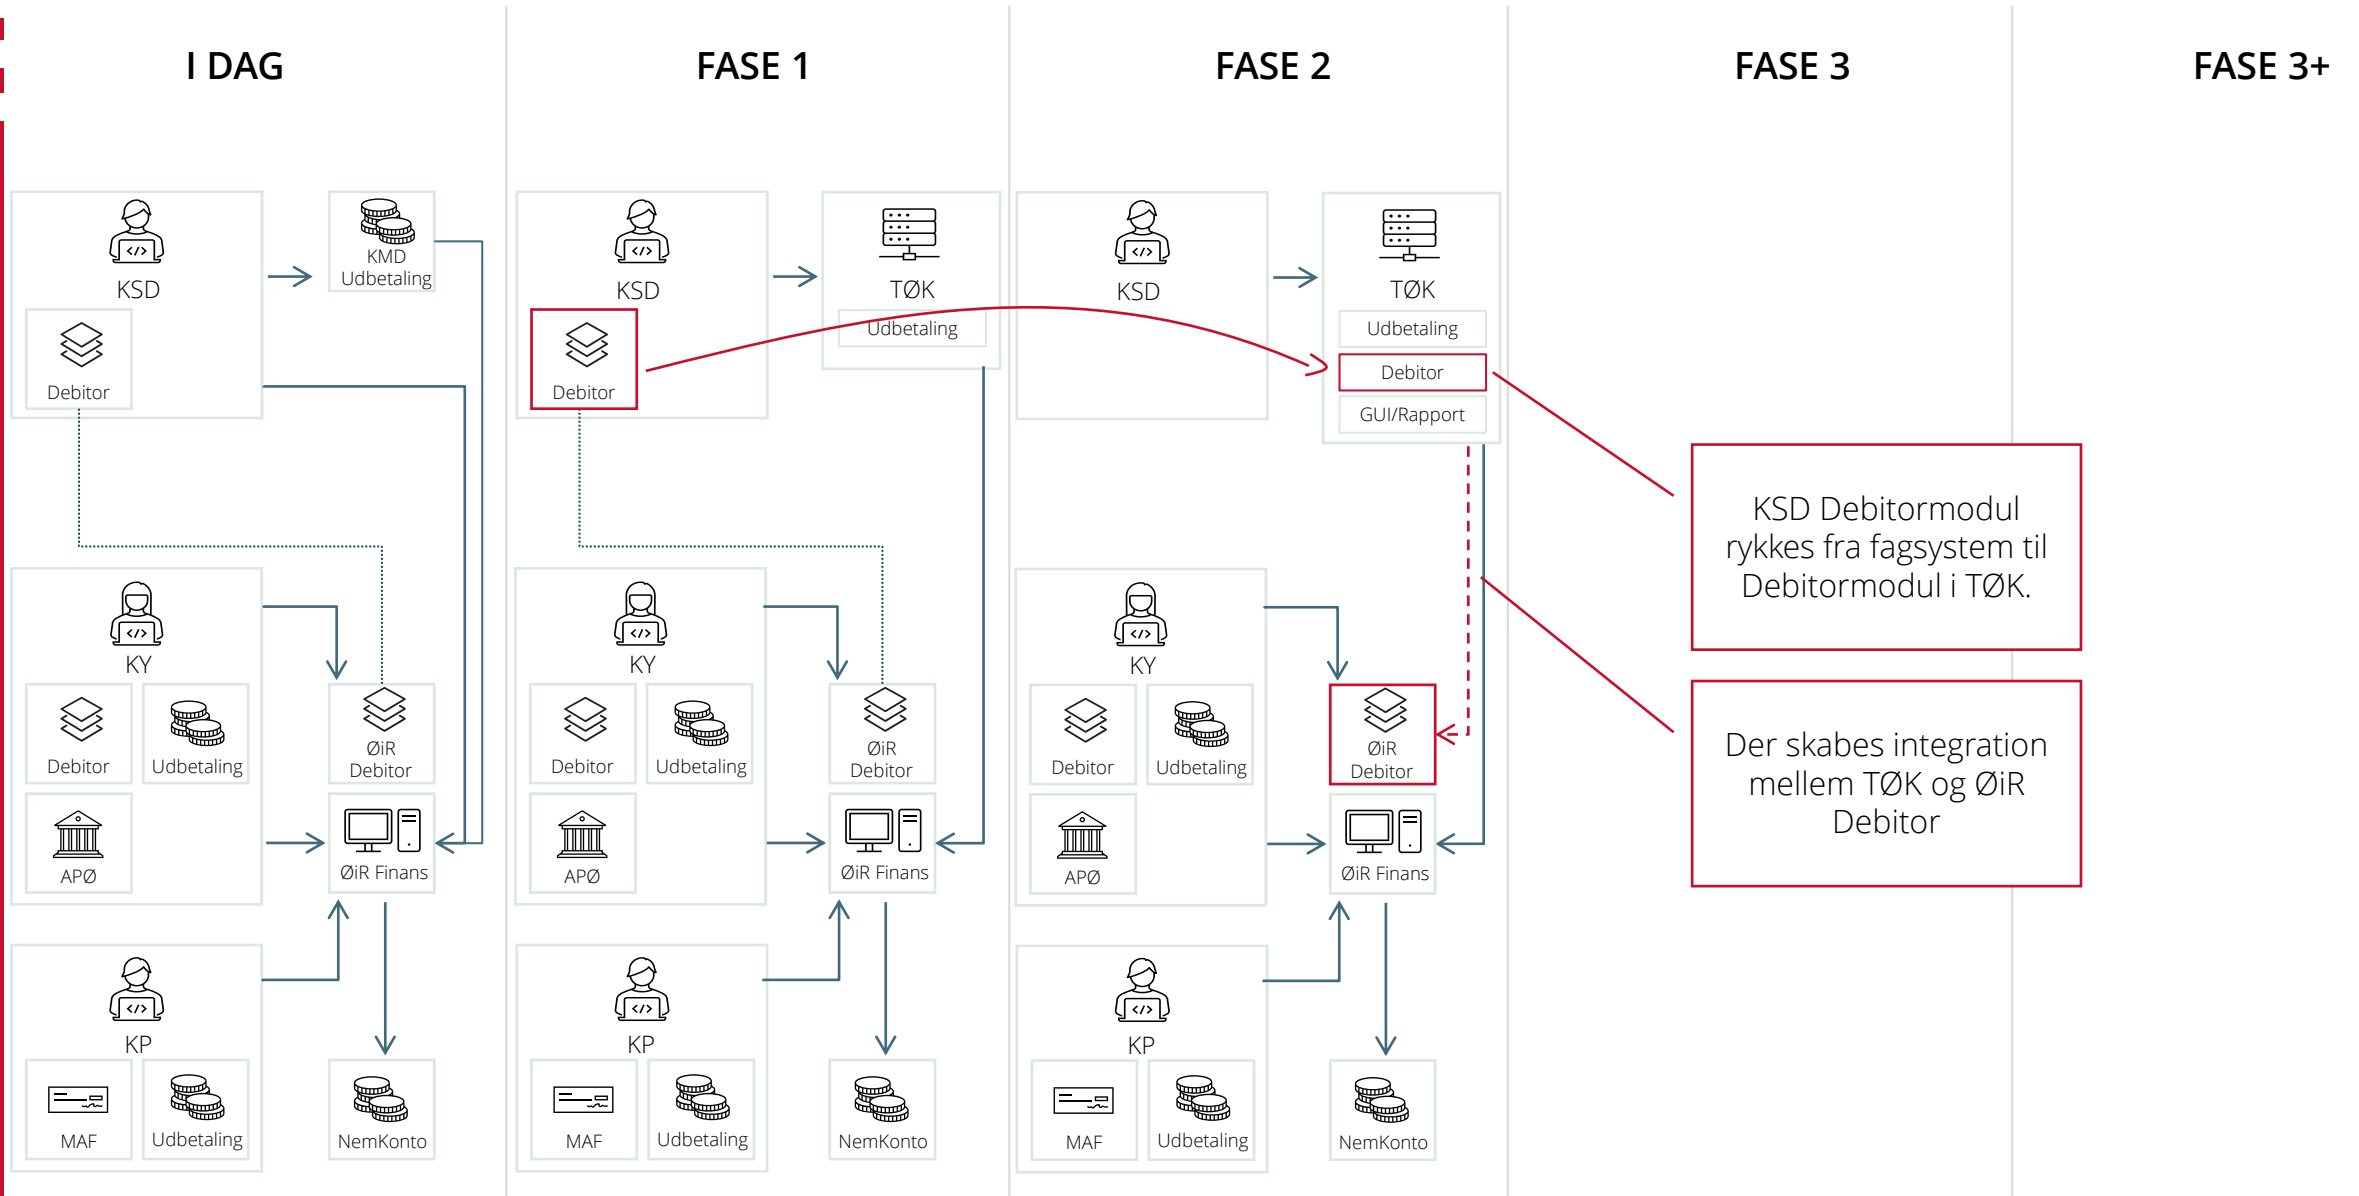 I DAG
FASE 1
FASE 2
FASE 3
FASE 3+
KSD
Debitor
KMD
Udbetaling
KY
Debitor
Udbetaling
APØ
ØiR
Debitor
ØiR Finans
KP
MAF
Udbetaling
NemKonto
KSD
Debitor
TØK
Udbetaling
KY
Debitor
Udbetaling
APØ
ØiR
Debitor
ØiR Finans
KP
MAF
Udbetaling
NemKonto
KSD
TØK
Udbetaling
Debitor
GUI/Rapport
KY
Debitor
Udbetaling
APØ
ØiR
Debitor
ØiR Finans
KP
MAF
Udbetaling
NemKonto
KSD Debitormodul
rykkes fra fagsystem til
Debitormodul i TØK.
Der skabes integration
mellem TØK og ØiR
Debitor